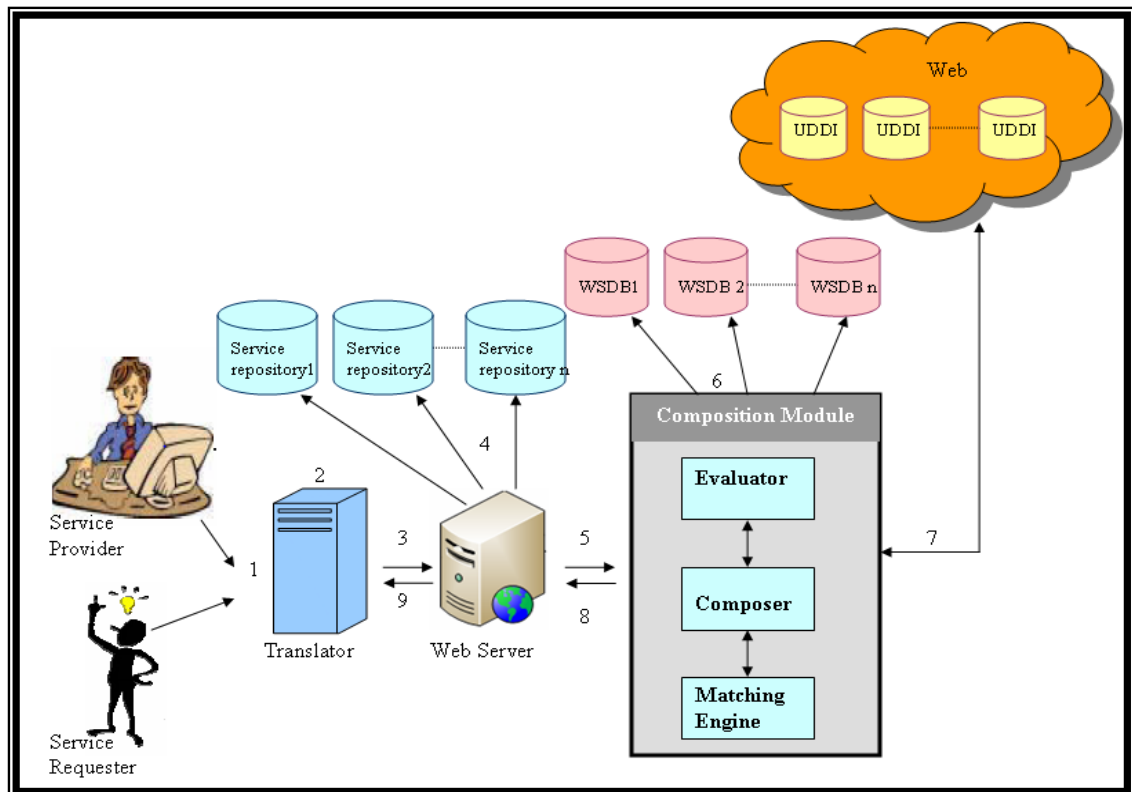 Web
UDDI
UDDI
UDDI
WSDB1
WSDB 2
WSDB n
Service
repository1
Service
repository2
Service
repository n
6
Composition Module
4
Evaluator
2
Service
Provider
3
5
7
1
9
8
Composer
Translator
Web Server
Matching
Engine
Service
Requester